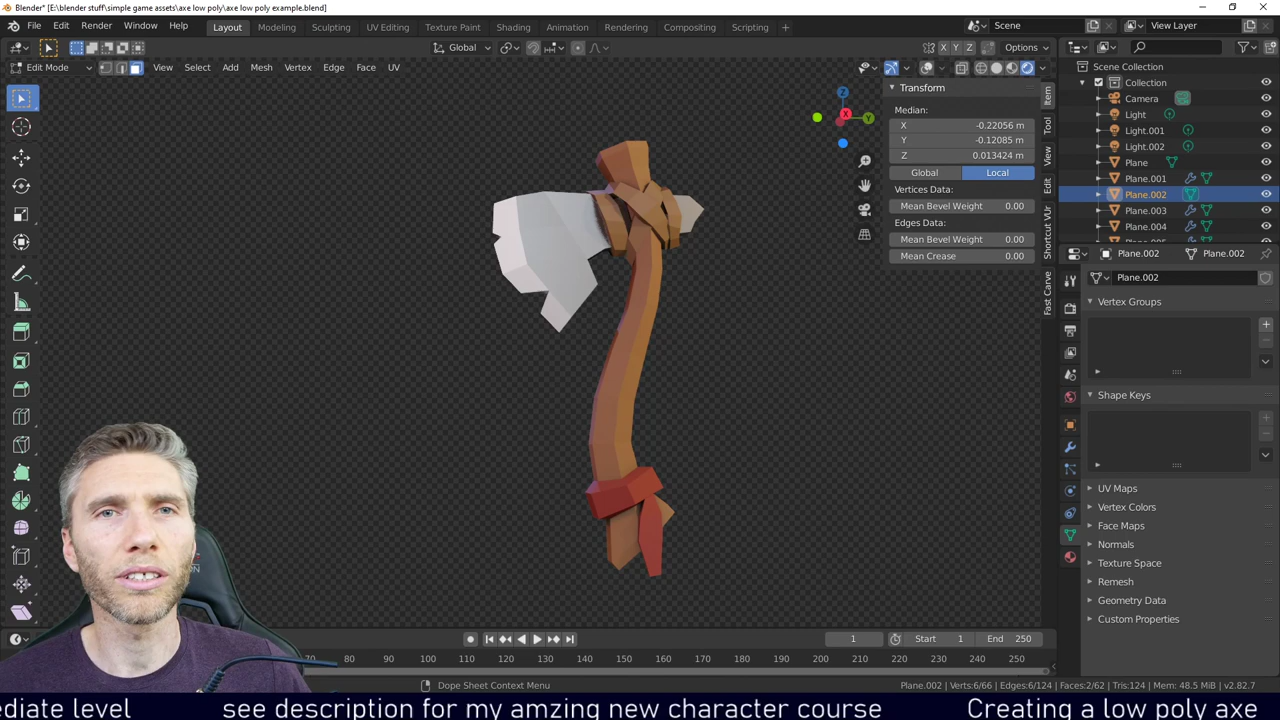 Blender* [E:\blender stuff\simple game assets\axe low poly\axe low poly example.blend]
File Edit Render Window Help Layout Modeling Sculpting UV Editing Texture Paint Shading Animation Rendering Compositing Scripting Scene View Layer
Global X Y Z Options
Edit Mode View Select Add Mesh Vertex Edge Face UV
Scene Collection
Collection
Camera
Light
Light.001
Light.002
Plane
Plane.001
Plane.002
Plane.003
Plane.004
Transform
Median:
X -0.22056 m
Y -0.12085 m
Z 0.013424 m
Global Local
Vertices Data:
Mean Bevel Weight 0.00
Edges Data:
Mean Bevel Weight 0.00
Mean Crease 0.00
Item
Tool
View
Edit
Shortcut VUr
Fast Carve
Z
X
Y
Plane.002 Plane.002
Plane.002
Vertex Groups
Shape Keys
UV Maps
Vertex Colors
Face Maps
Normals
Texture Space
Remesh
Geometry Data
Custom Properties
1 Start 1 End 250
70 80 90 100 110 120 130 140 150 160 170 180 190 200 210 220 230 240 250
Dope Sheet Context Menu
Plane.002 | Verts:6/66 | Edges:6/124 | Faces:2/62 | Tris:124 | Mem: 48.5 MiB | v2.82.7
ediate level see description for my amzing new character course Creating a low poly axe